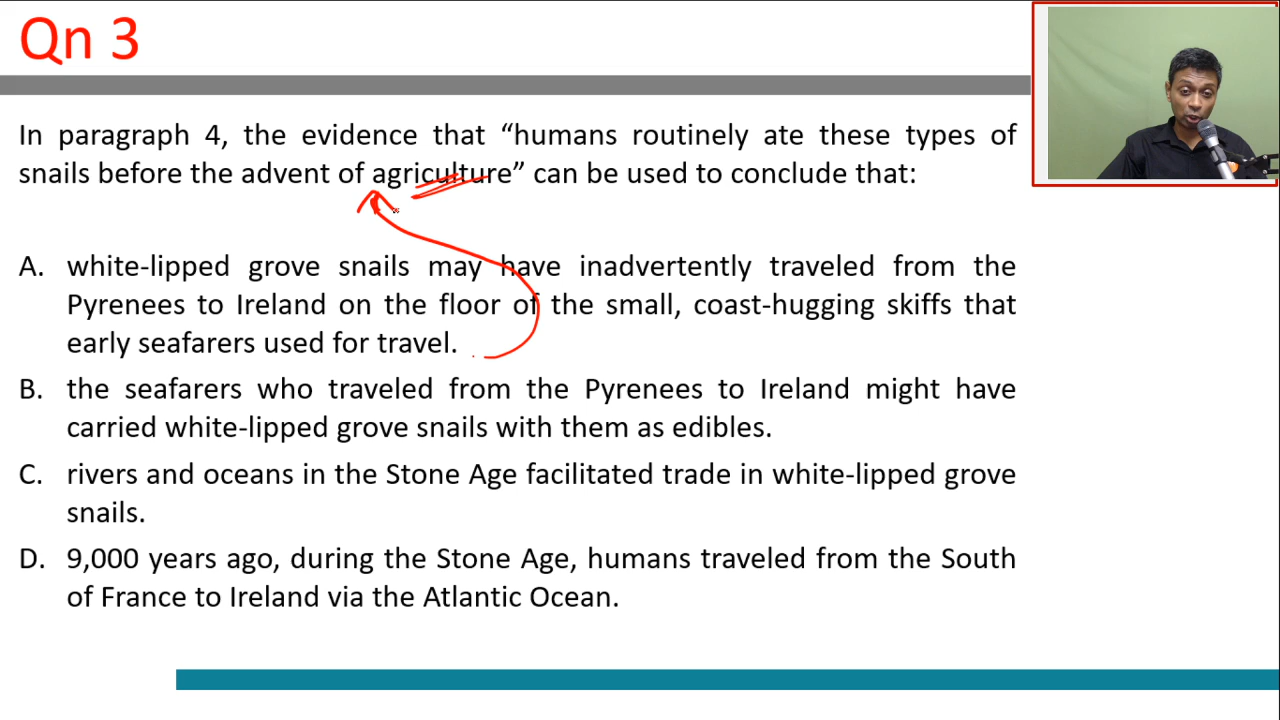 Qn 3
In paragraph 4, the evidence that “humans routinely ate these types of
snails before the advent of agriculture” can be used to conclude that:
A. white-lipped grove snails may have inadvertently traveled from the
Pyrenees to Ireland on the floor of the small, coast-hugging skiffs that
early seafarers used for travel.
B. the seafarers who traveled from the Pyrenees to Ireland might have
carried white-lipped grove snails with them as edibles.
C. rivers and oceans in the Stone Age facilitated trade in white-lipped grove
snails.
D. 9,000 years ago, during the Stone Age, humans traveled from the South
of France to Ireland via the Atlantic Ocean.